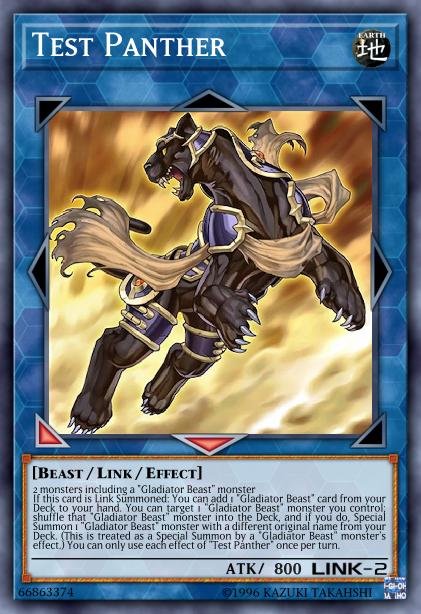 TEST PANTHER
EARTH
地
[BEAST / LINK / EFFECT]
2 monsters including a "Gladiator Beast" monster
If this card is Link Summoned: You can add 1 "Gladiator Beast" card from your
Deck to your hand. You can target 1 "Gladiator Beast" monster you control;
shuffle that "Gladiator Beast" monster into the Deck, and if you do, Special
Summon 1 "Gladiator Beast" monster with a different original name from your
Deck. (This is treated as a Special Summon by a "Gladiator Beast" monster's
effect.) You can only use each effect of "Test Panther" once per turn.
ATK/ 800 LINK-2
66863374 ©1996 KAZUKI TAKAHSHI